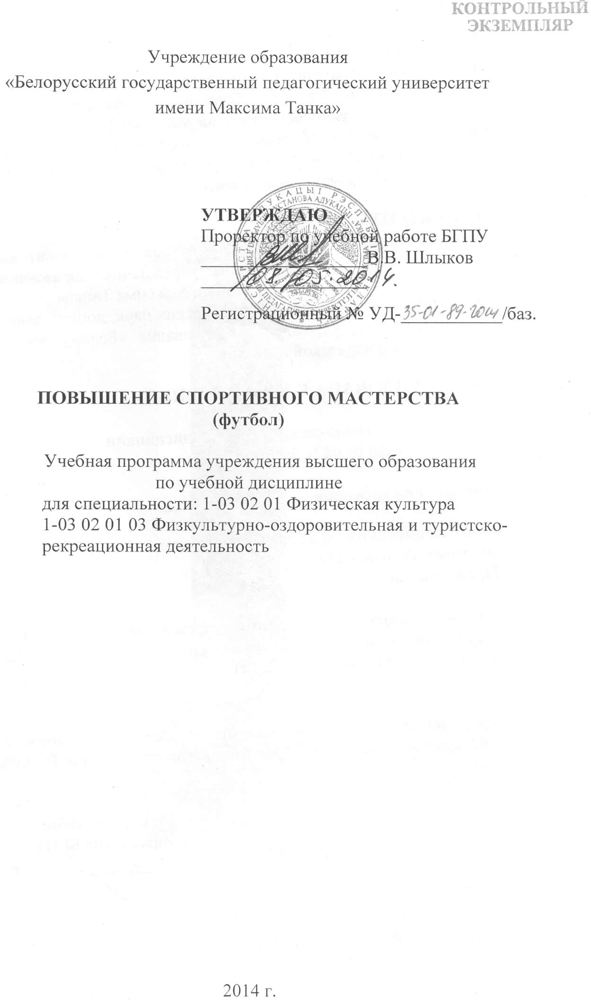 КОНТРОЛЬНЫЙ
ЭКЗЕМПЛЯР
Учреждение образования
«Белорусский государственный педагогический университет
имени Максима Танка»
УТВЕРЖДАЮ
Проректор по учебной работе БГПУ
В.В. Шлыков
05.2014.
Регистрационный № УД-35-01-89-2014/баз.
ПОВЫШЕНИЕ СПОРТИВНОГО МАСТЕРСТВА
(футбол)
Учебная программа учреждения высшего образования
по учебной дисциплине
для специальности: 1-03 02 01 Физическая культура
1-03 02 01 03 Физкультурно-оздоровительная и туристско-
рекреационная деятельность
2014 г.